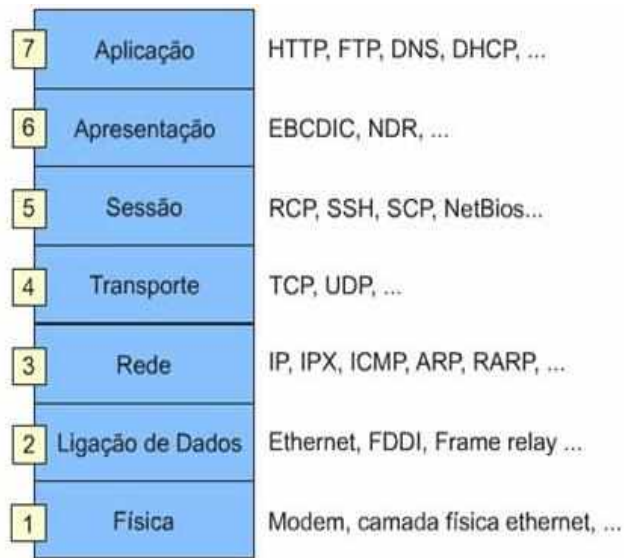 7 Aplicação HTTP, FTP, DNS, DHCP, ...
6 Apresentação EBCDIC, NDR, ...
5 Sessão RCP, SSH, SCP, NetBios...
4 Transporte TCP, UDP, ...
3 Rede IP, IPX, ICMP, ARP, RARP, ...
2 Ligação de Dados Ethernet, FDDI, Frame relay ...
1 Física Modem, camada física ethernet, ...